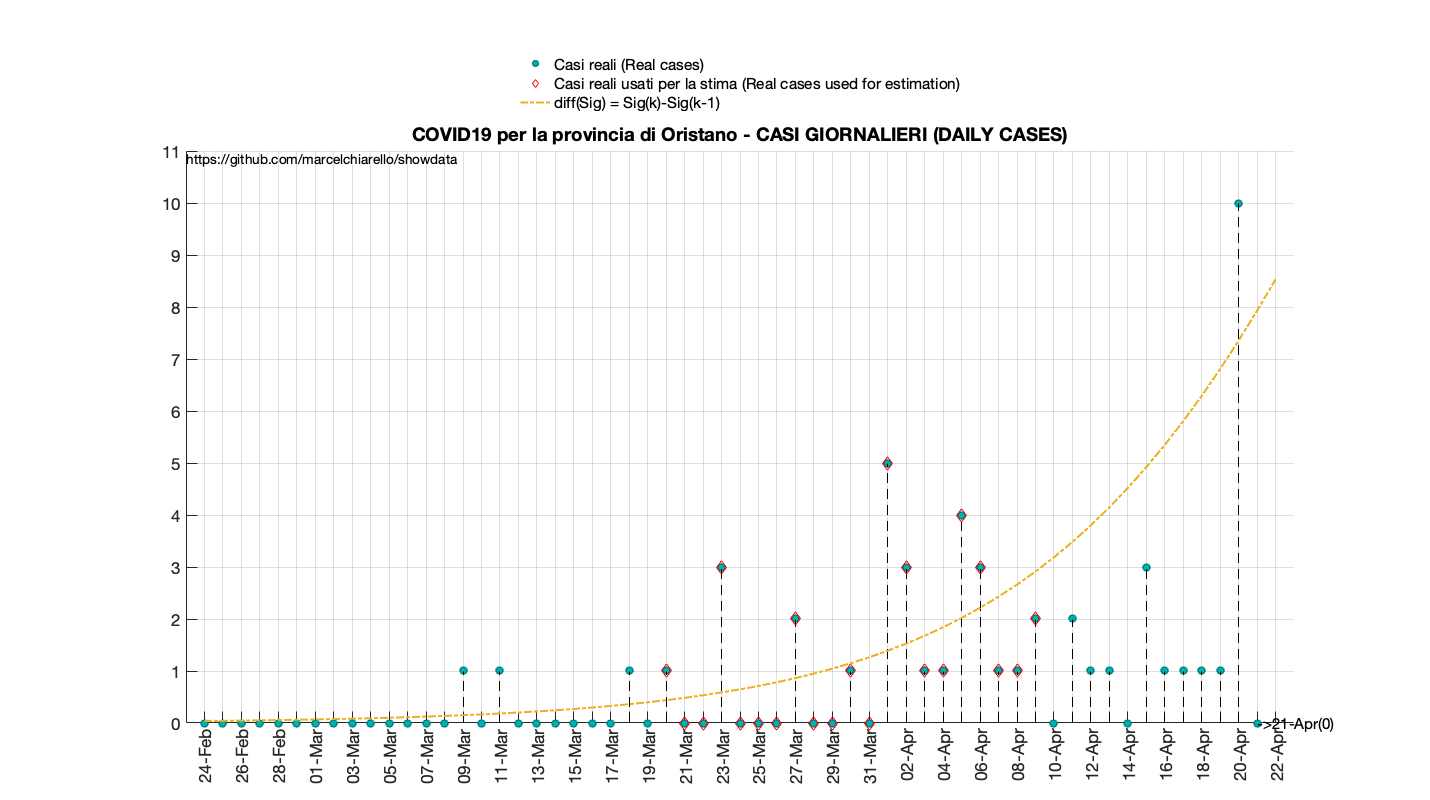 Casi reali (Real cases)
Casi reali usati per la stima (Real cases used for estimation)
diff(Sig) = Sig(k)-Sig(k-1)
COVID19 per la provincia di Oristano - CASI GIORNALIERI (DAILY CASES)
https://github.com/marcelchiarello/showdata
11
10
9
8
7
6
5
4
3
2
1
0
->21-Apr(0)
24-Feb
26-Feb
28-Feb
01-Mar
03-Mar
05-Mar
07-Mar
09-Mar
11-Mar
13-Mar
15-Mar
17-Mar
19-Mar
21-Mar
23-Mar
25-Mar
27-Mar
29-Mar
31-Mar
02-Apr
04-Apr
06-Apr
08-Apr
10-Apr
12-Apr
14-Apr
16-Apr
18-Apr
20-Apr
22-Apr